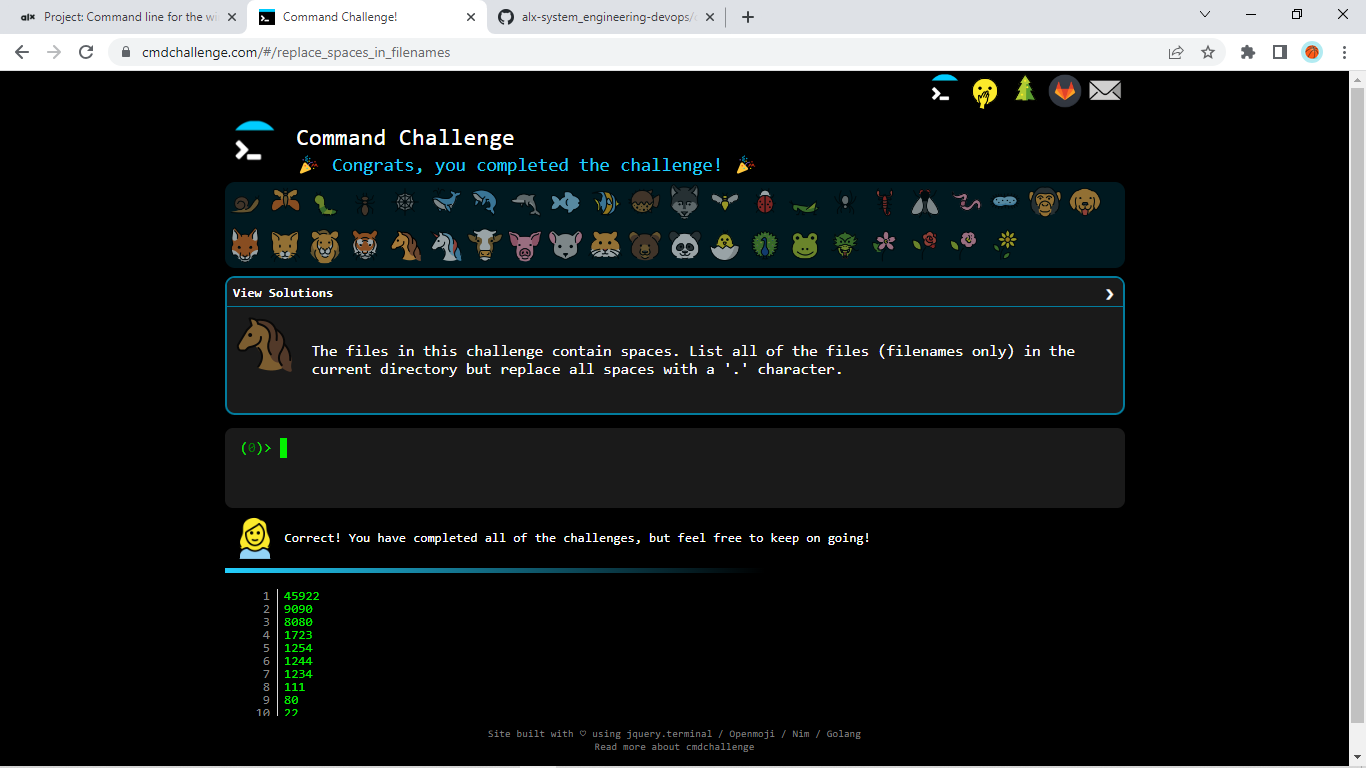 alx Project: Command line for the wi
Command Challenge!
alx-system_engineering-devops/
cmdchallenge.com/#/replace_spaces_in_filenames
Command Challenge
Congrats, you completed the challenge!
View Solutions
The files in this challenge contain spaces. List all of the files (filenames only) in the
current directory but replace all spaces with a '.' character.
(0)>
Correct! You have completed all of the challenges, but feel free to keep on going!
1 45922
2 9090
3 8080
4 1723
5 1254
6 1244
7 1234
8 111
9 80
10 22
Site built with ♡ using jquery.terminal / Openmoji / Nim / Golang
Read more about cmdchallenge